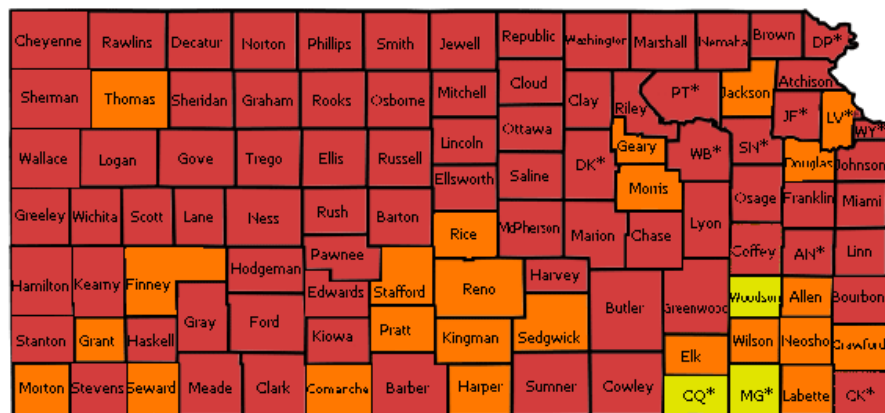 Cheyenne Rawlins Decatur Norton Phillips Smith Jewell Republic Washington Marshall Nemaha Brown DP*
Sherman Thomas Sheridan Graham Rooks Osborne Mitchell Cloud Clay Riley PT* Jackson Atchison
JF* LV* WY*
Wallace Logan Gove Trego Ellis Russell Lincoln Ottawa DK* Geary WB* SN* Douglas Johnson
Ellsworth Saline Morris
Greeley Wichita Scott Lane Ness Rush Barton Rice McPherson Marion Chase Lyon Osage Franklin Miami
Hamilton Kearny Finney Hodgeman Pawnee Stafford Reno Harvey Coffey AN* Linn
Edwards Butler Greenwood Woodson Allen Bourbon
Stanton Grant Haskell Gray Ford Kiowa Pratt Kingman Sedgwick Elk Wilson Neosho Crawford
Morton Stevens Seward Meade Clark Comanche Barber Harper Sumner Cowley CQ* MG* Labette CK*